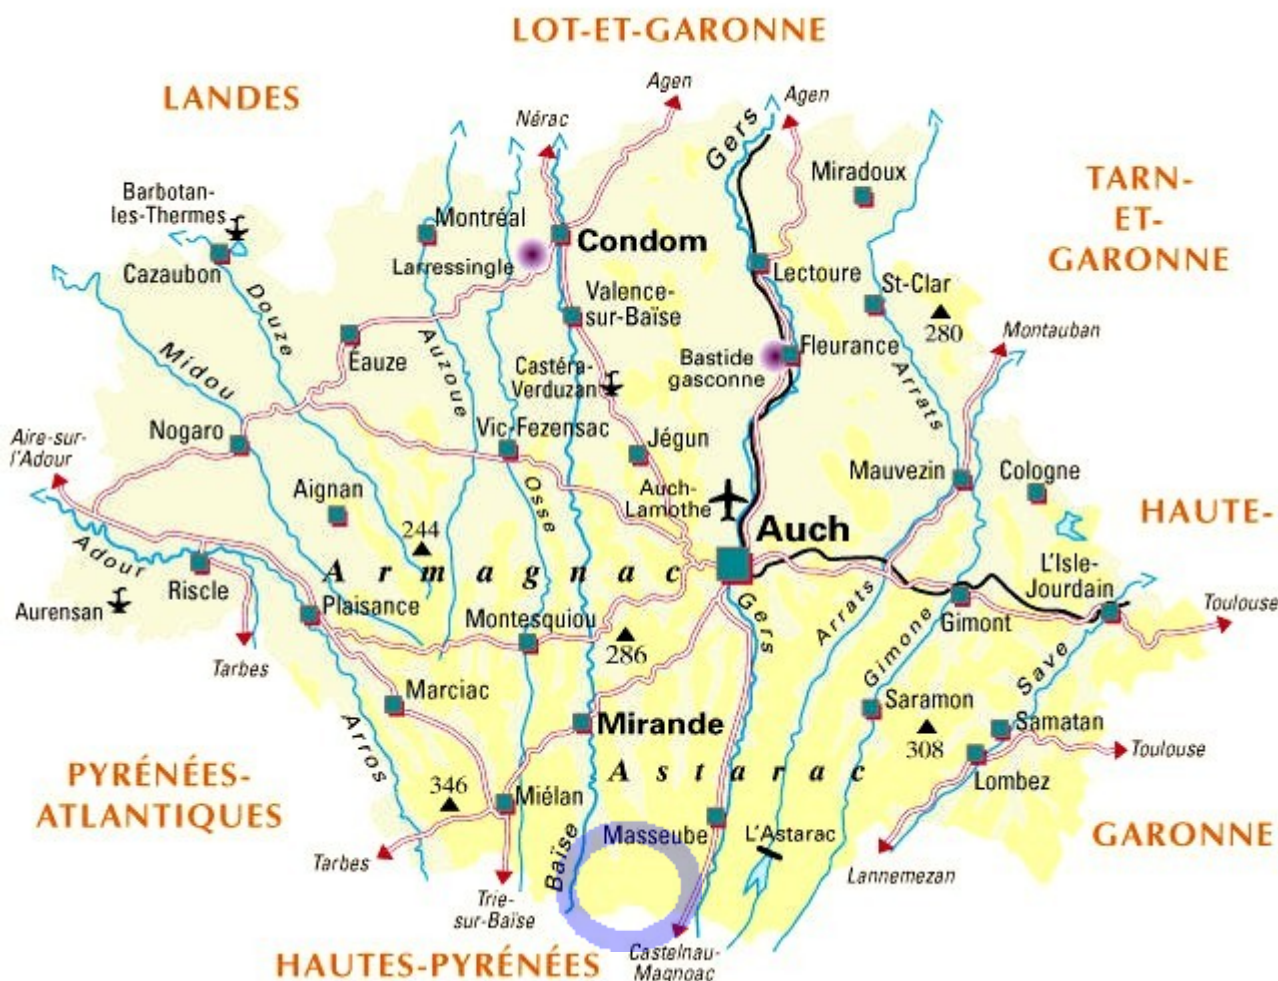 LOT-ET-GARONNE
LANDES
Agen
Agen
Nérac
Gers
Miradoux
TARN-
ET-
GARONNE
Barbotan-
les-Thermes
Montréal
Condom
Larressingle
Lectoure
Cazaubon
St-Clar
280
Valence-
sur-Baïse
Douze
Midou
Éauze
Auzoue
Castéra-
Verduzan
Bastide
gasconne
Fleurance
Montauban
Arrats
Nogaro
Vic-Fezensac
Jégun
Aire-sur-
l'Adour
Mauvezin
Cologne
Aignan
Osse
Auch-
Lamothe
Auch
HAUTE-
244
Adour
Armagnac
L'Isle-
Jourdain
Riscle
Aurensan
Plaisance
Montesquiou
Gers
Arrats
Gimone
Gimont
Toulouse
286
Tarbes
Save
Marciac
Saramon
Mirande
308
Samatan
Arros
Toulouse
PYRÉNÉES-
ATLANTIQUES
Astarac
Lombez
346
Miélan
Masseube
L'Astarac
GARONNE
Baïse
Tarbes
Lannemezan
Trie-
sur-Baïse
HAUTES-PYRÉNÉES
Castelnau-
Magnoac